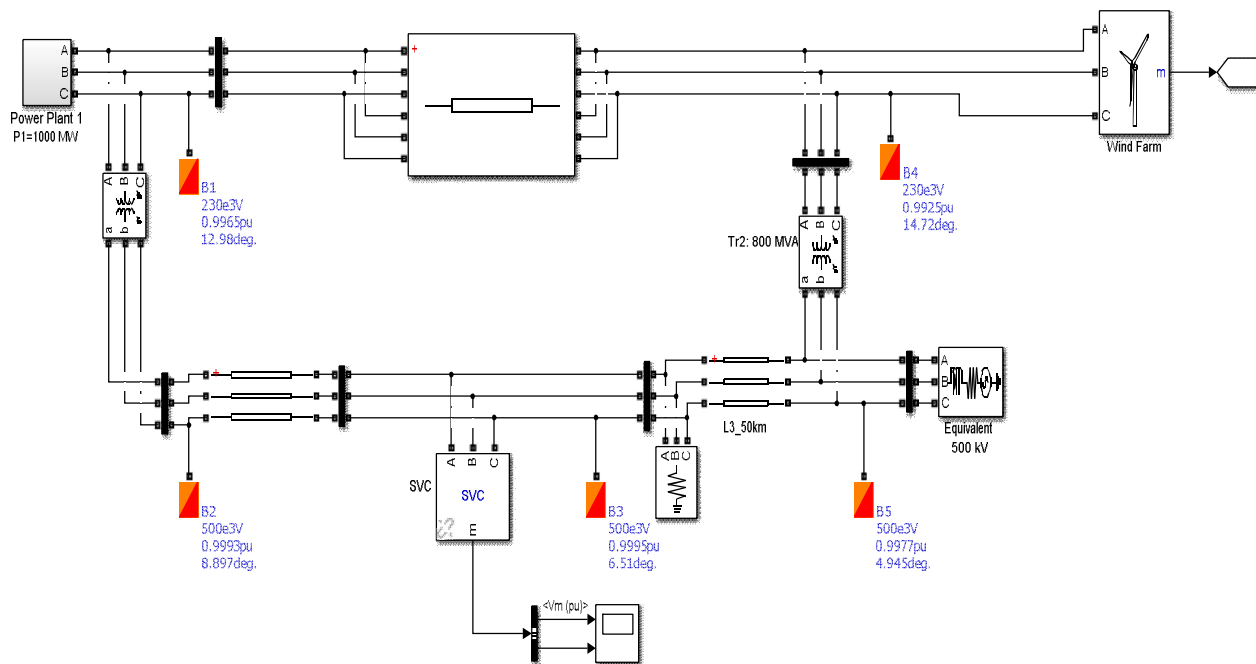 A
B
C
Power Plant 1
P1=1000 MW
+
A
B
C
m
Wind Farm
A B C
a b c
B1
230e3V
0.9965pu
12.98deg.
B4
230e3V
0.9925pu
14.72deg.
Tr2: 800 MVA
A B C
a b c
+
+
L3_50km
A
B
C
Equivalent
500 kV
A B C
SVC
SVC
m
A B C
B2
500e3V
0.9993pu
8.897deg.
B3
500e3V
0.9995pu
6.51deg.
B5
500e3V
0.9977pu
4.945deg.
<Vm (pu)>